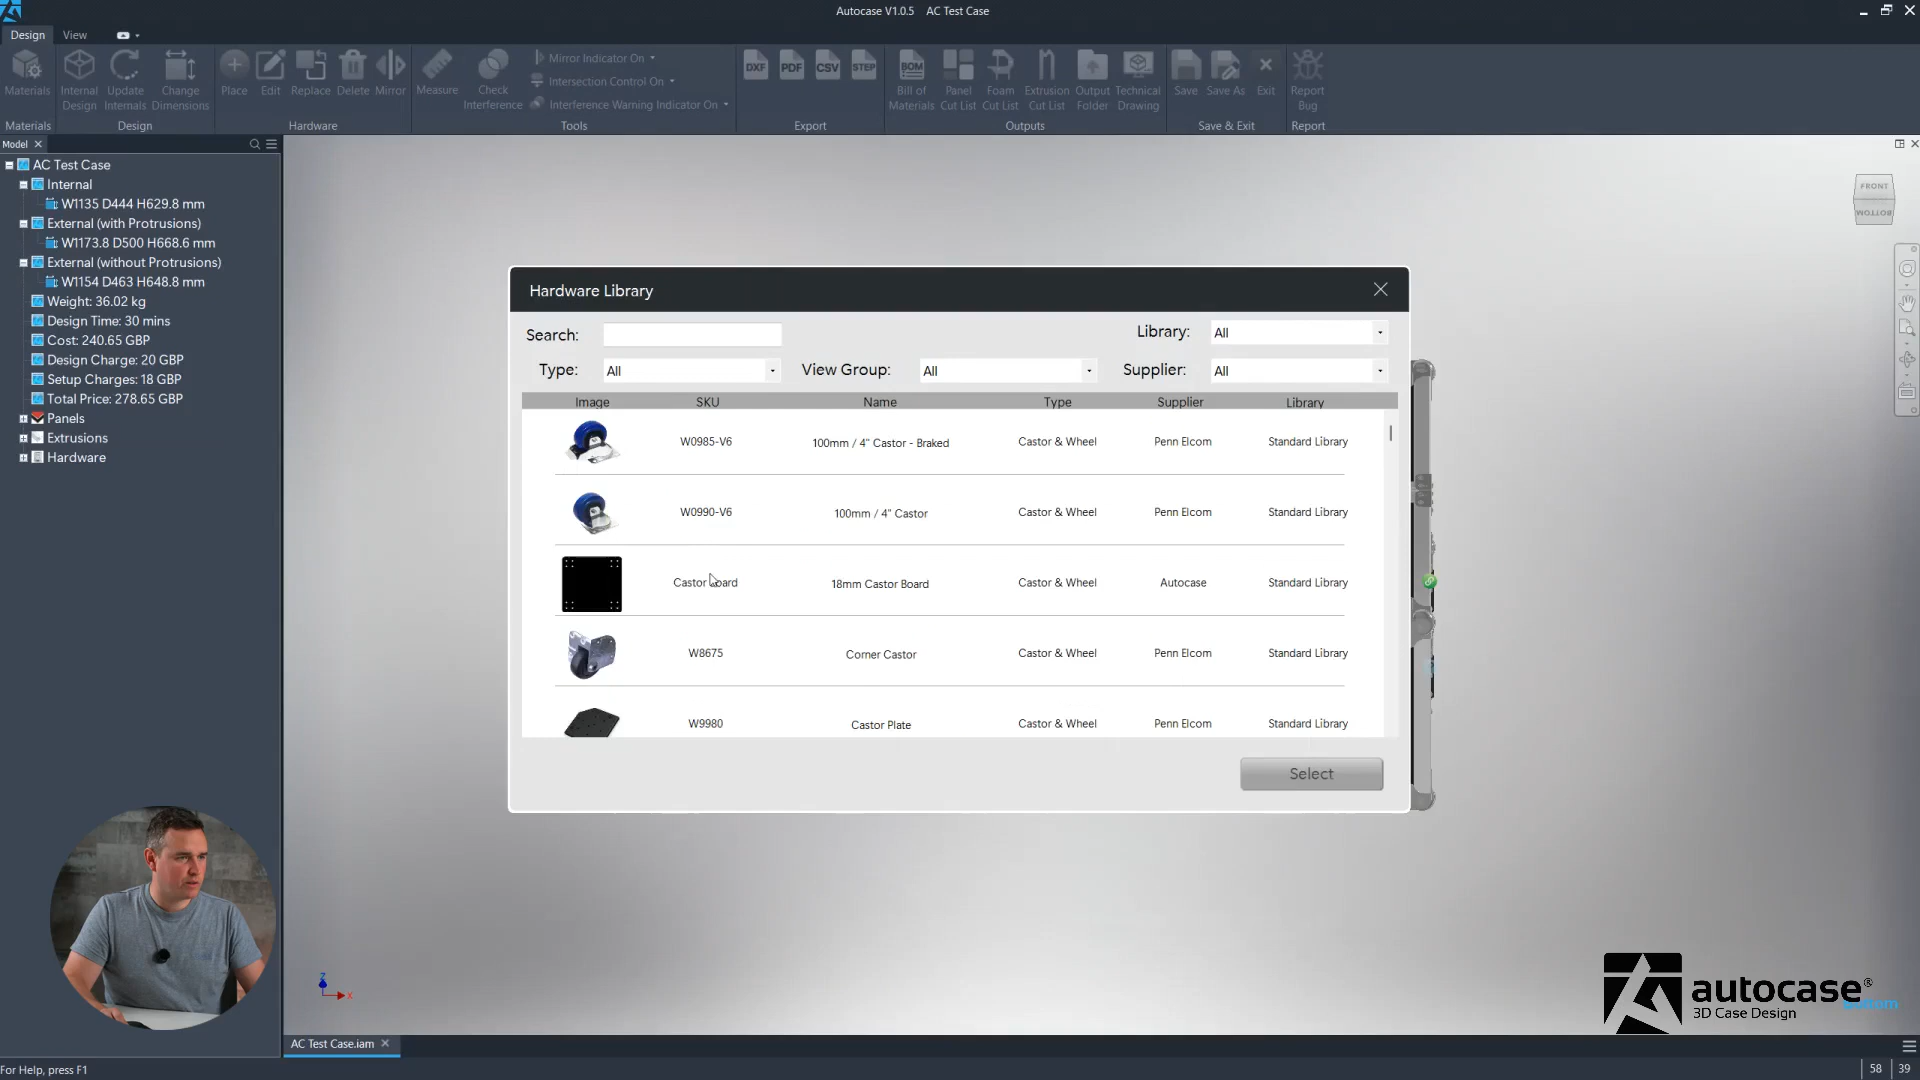 Autocase V1.0.5 AC Test Case
Design View
Materials
Internal Design
Update Internals
Change Dimensions
Place
Edit
Replace
Delete
Mirror
Measure
Check Interference
Mirror Indicator On
Intersection Control On
Interference Warning Indicator On
DXF
PDF
CSV
STEP
BOM
Bill of Materials
Panel Cut List
Foam Cut List
Extrusion Cut List
Output Folder
Technical Drawing
Save
Save As
Exit
Report Bug
Materials Design Hardware Tools Export Outputs Save & Exit Report
Model
AC Test Case
Internal
W1135 D444 H629.8 mm
External (with Protrusions)
W1173.8 D500 H668.6 mm
External (without Protrusions)
W1154 D463 H648.8 mm
Weight: 36.02 kg
Design Time: 30 mins
Cost: 240.65 GBP
Design Charge: 20 GBP
Setup Charges: 18 GBP
Total Price: 278.65 GBP
Panels
Extrusions
Hardware
FRONT
BOTTOM
Hardware Library
Search: Library: All
Type: All View Group: All Supplier: All
Image SKU Name Type Supplier Library
W0985-V6 100mm / 4" Castor - Braked Castor & Wheel Penn Elcom Standard Library
W0990-V6 100mm / 4" Castor Castor & Wheel Penn Elcom Standard Library
Castor Board 18mm Castor Board Castor & Wheel Autocase Standard Library
W8675 Corner Castor Castor & Wheel Penn Elcom Standard Library
W9980 Castor Plate Castor & Wheel Penn Elcom Standard Library
Select
Z
X
autocase®
3D Case Design
AC Test Case.iam
For Help, press F1 58 39